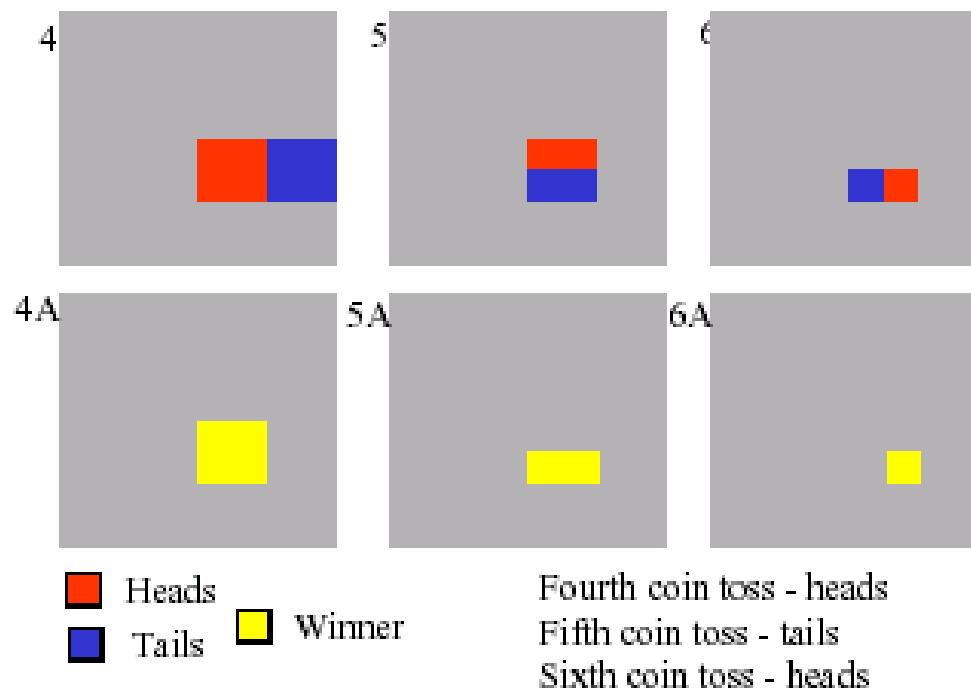 4
5
6
4A
5A
6A
Heads
Tails
Winner
Fourth coin toss - heads
Fifth coin toss - tails
Sixth coin toss - heads